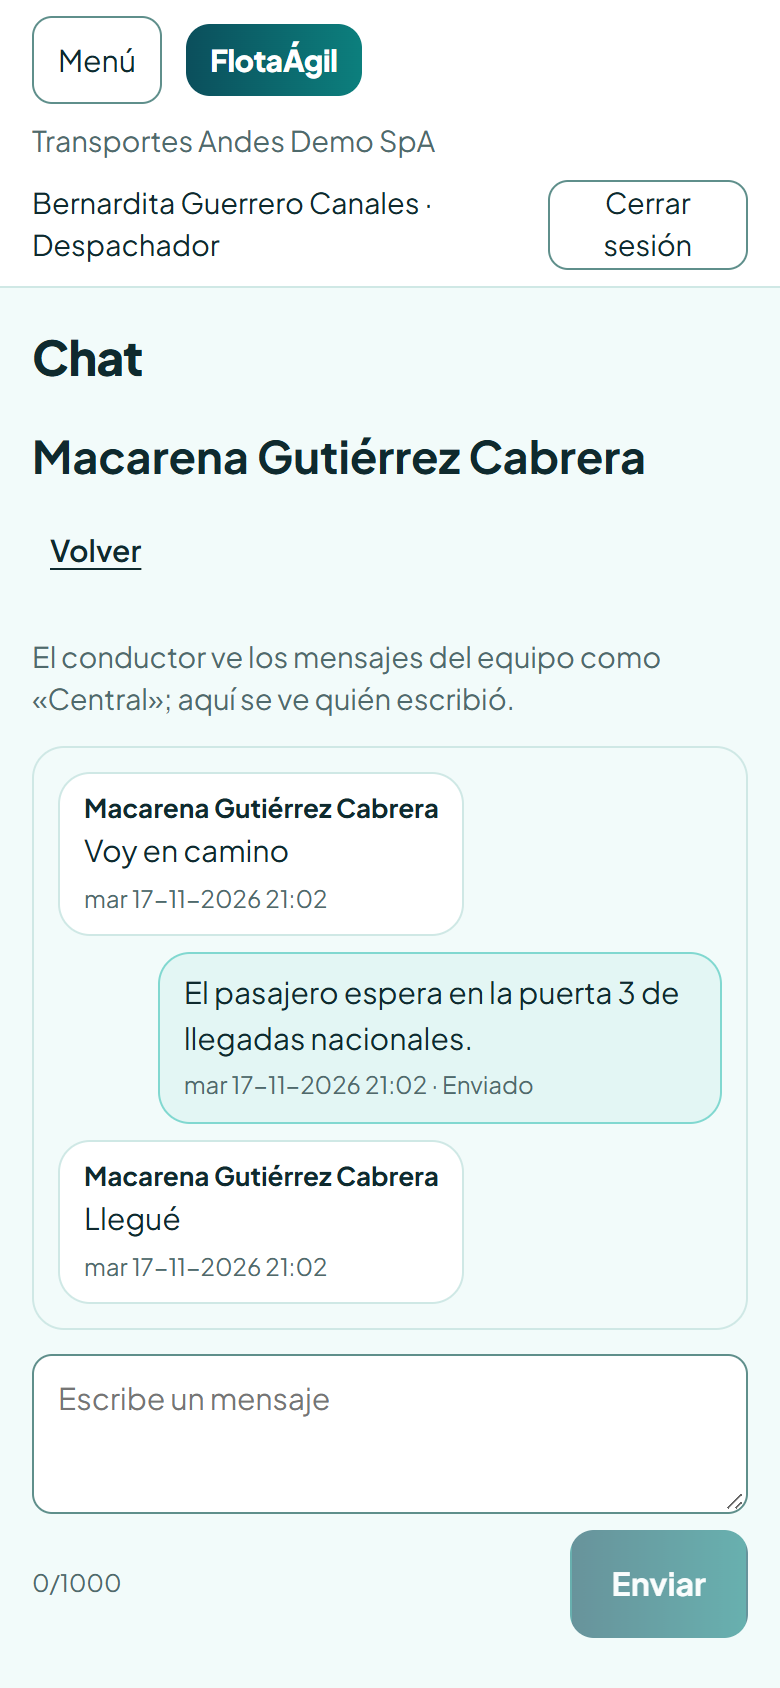 Menú
FlotaÁgil
Transportes Andes Demo SpA
Bernardita Guerrero Canales ·
Despachador
Cerrar
sesión
Chat
Macarena Gutiérrez Cabrera
Volver
El conductor ve los mensajes del equipo como
«Central»; aquí se ve quién escribió.
Macarena Gutiérrez Cabrera
Voy en camino
mar 17-11-2026 21:02
El pasajero espera en la puerta 3 de
llegadas nacionales.
mar 17-11-2026 21:02 · Enviado
Macarena Gutiérrez Cabrera
Llegué
mar 17-11-2026 21:02
Escribe un mensaje
0/1000
Enviar